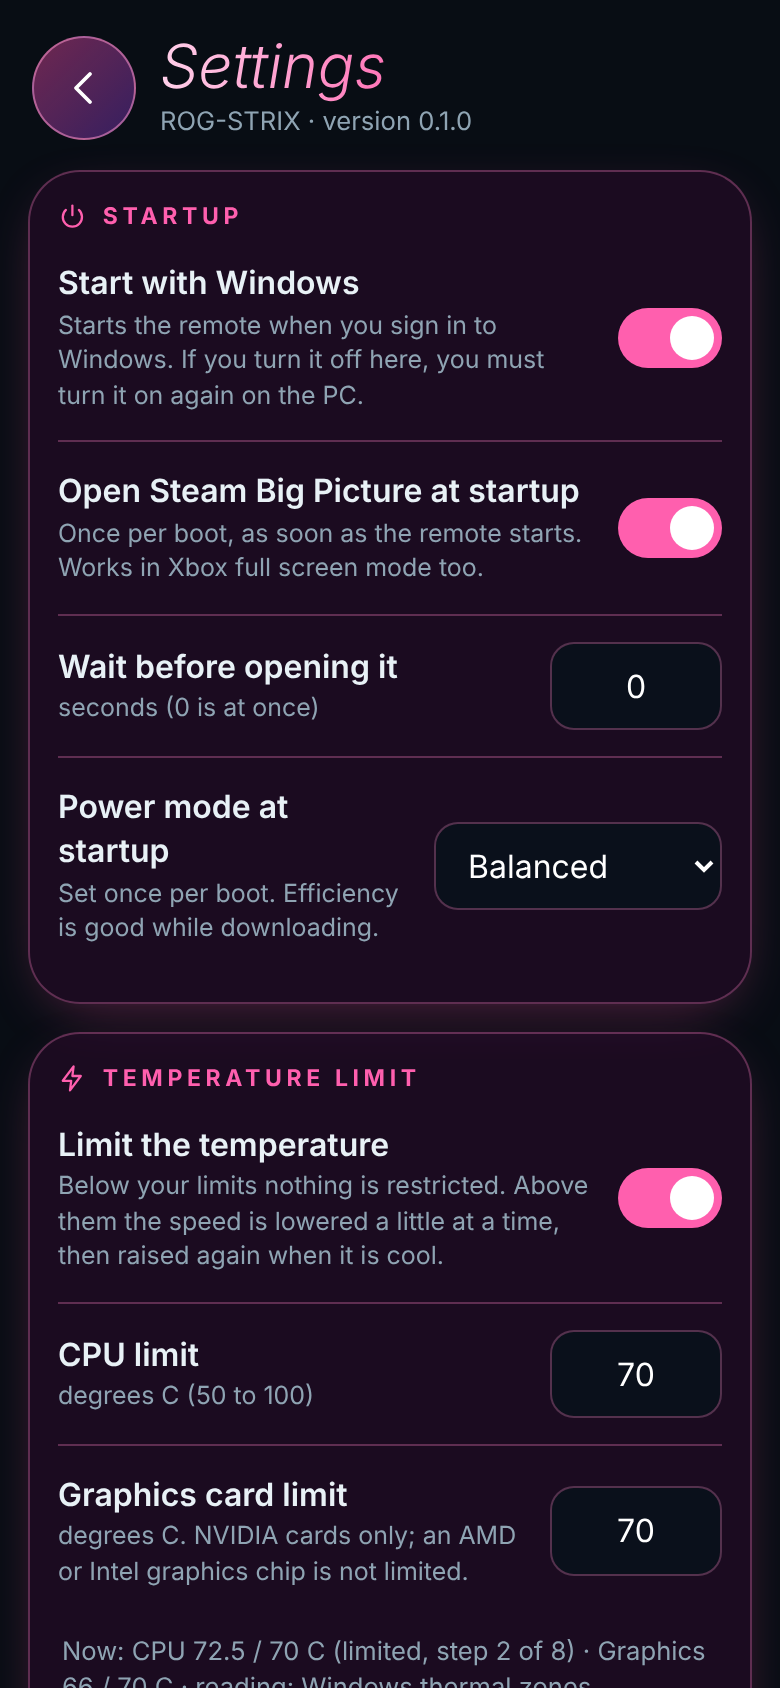 Settings
ROG-STRIX · version 0.1.0
STARTUP
Start with Windows
Starts the remote when you sign in to
Windows. If you turn it off here, you must
turn it on again on the PC.
Open Steam Big Picture at startup
Once per boot, as soon as the remote starts.
Works in Xbox full screen mode too.
Wait before opening it
seconds (0 is at once)
0
Power mode at
startup
Set once per boot. Efficiency
is good while downloading.
Balanced
TEMPERATURE LIMIT
Limit the temperature
Below your limits nothing is restricted. Above
them the speed is lowered a little at a time,
then raised again when it is cool.
CPU limit
degrees C (50 to 100)
70
Graphics card limit
degrees C. NVIDIA cards only; an AMD
or Intel graphics chip is not limited.
70
Now: CPU 72.5 / 70 C (limited, step 2 of 8) · Graphics
66 / 70 C · reading: Windows thermal zones